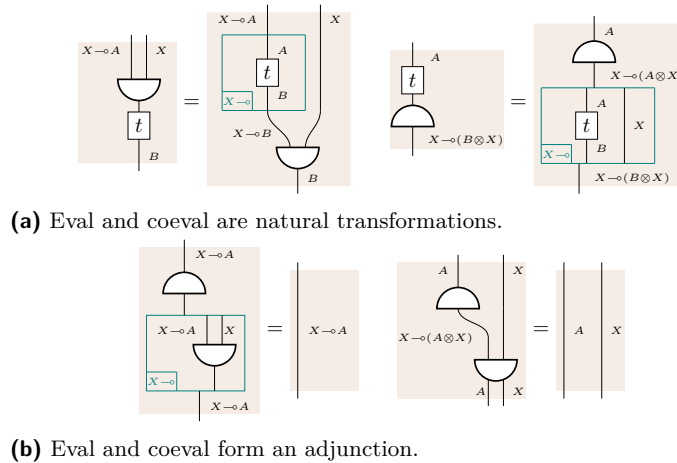 X⊸A X X⊸A X A A
t A t X⊸(A⊗X
t B X⊸ = = A t X
X⊸B B X⊸ B
B B X⊸(B⊗X) X⊸(B⊗X)
(a) Eval and coeval are natural transformations.
X⊸A A X
X⊸A X = X⊸A X⊸(A⊗X) = A X
X⊸
X⊸A A X
(b) Eval and coeval form an adjunction.